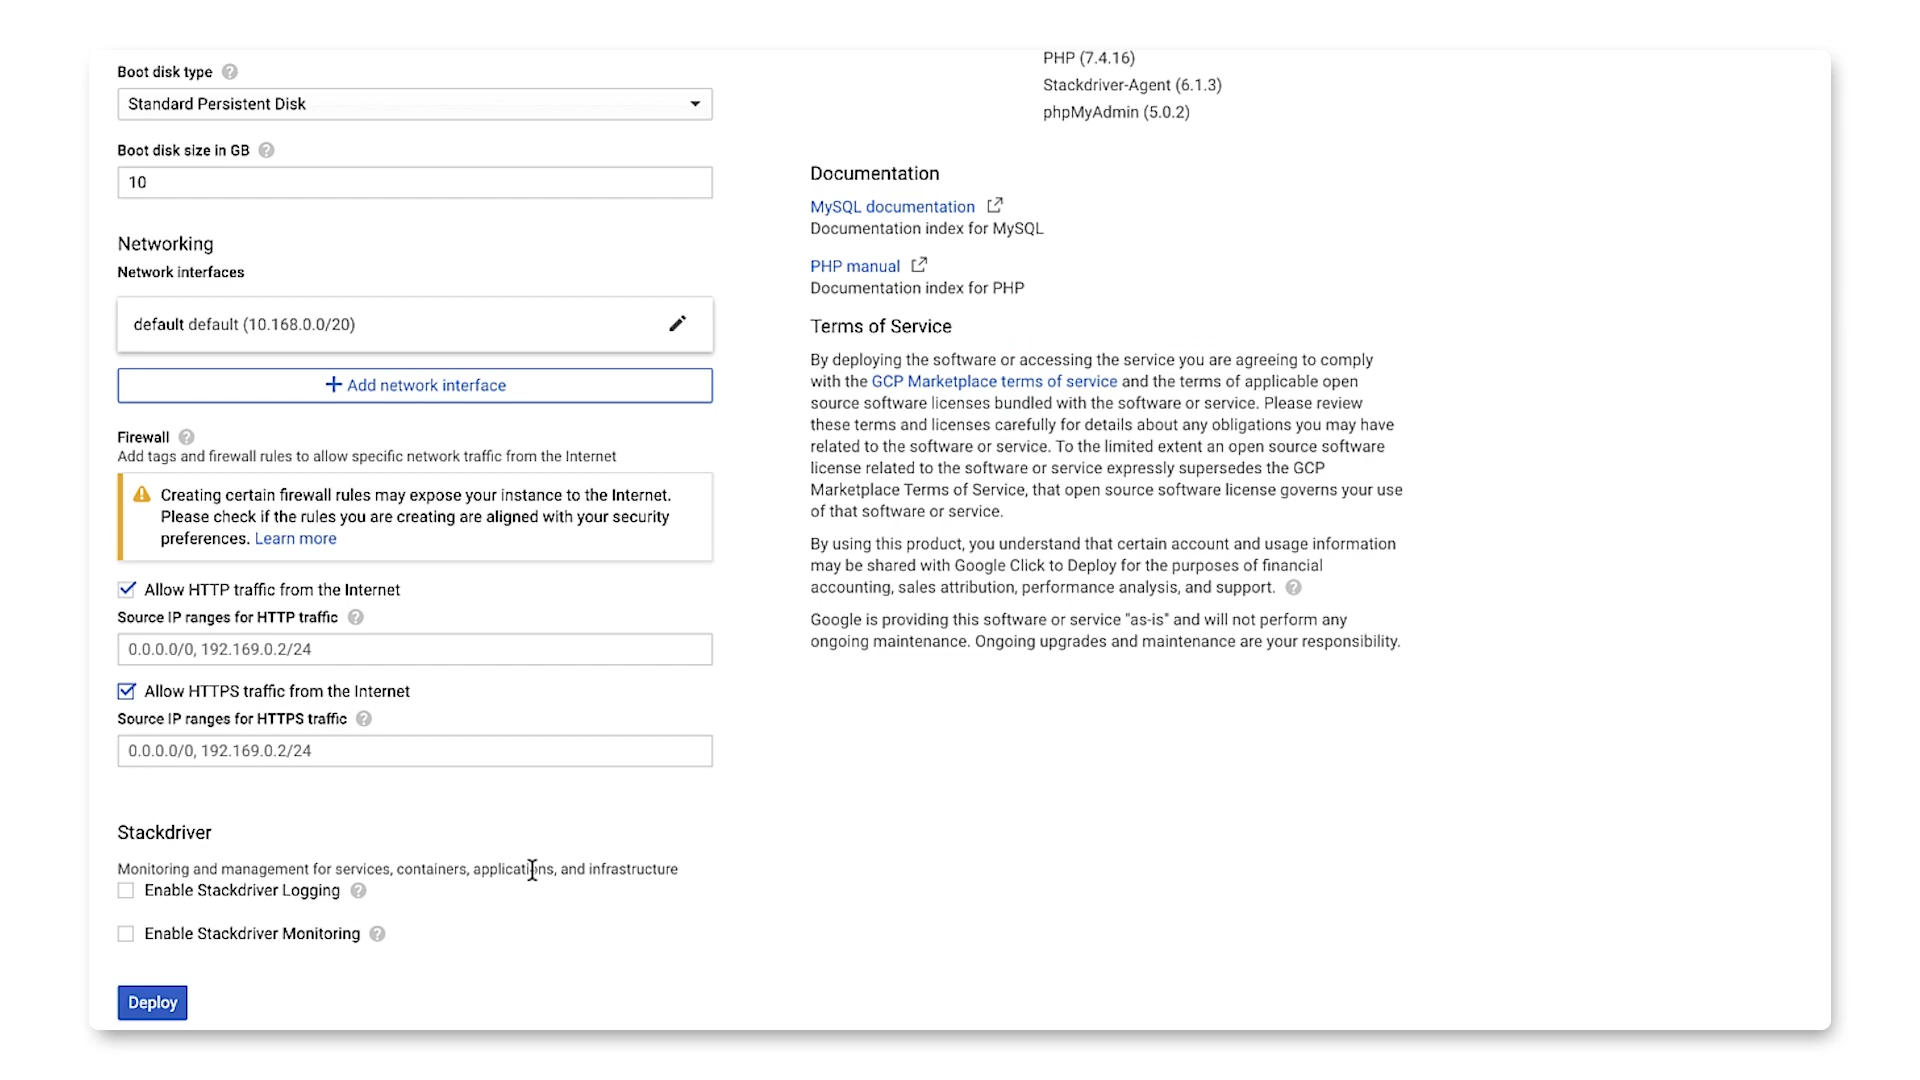 Boot disk type
Standard Persistent Disk
Boot disk size in GB
10
Networking
Network interfaces
default default (10.168.0.0/20)
Add network interface
Firewall
Add tags and firewall rules to allow specific network traffic from the Internet
Creating certain firewall rules may expose your instance to the Internet.
Please check if the rules you are creating are aligned with your security
preferences. Learn more
Allow HTTP traffic from the Internet
Source IP ranges for HTTP traffic
0.0.0.0/0, 192.169.0.2/24
Allow HTTPS traffic from the Internet
Source IP ranges for HTTPS traffic
0.0.0.0/0, 192.169.0.2/24
Stackdriver
Monitoring and management for services, containers, applications, and infrastructure
Enable Stackdriver Logging
Enable Stackdriver Monitoring
Deploy
PHP (7.4.16)
Stackdriver-Agent (6.1.3)
phpMyAdmin (5.0.2)
Documentation
MySQL documentation
Documentation index for MySQL
PHP manual
Documentation index for PHP
Terms of Service
By deploying the software or accessing the service you are agreeing to comply
with the GCP Marketplace terms of service and the terms of applicable open
source software licenses bundled with the software or service. Please review
these terms and licenses carefully for details about any obligations you may have
related to the software or service. To the limited extent an open source software
license related to the software or service expressly supersedes the GCP
Marketplace Terms of Service, that open source software license governs your use
of that software or service.
By using this product, you understand that certain account and usage information
may be shared with Google Click to Deploy for the purposes of financial
accounting, sales attribution, performance analysis, and support.
Google is providing this software or service "as-is" and will not perform any
ongoing maintenance. Ongoing upgrades and maintenance are your responsibility.